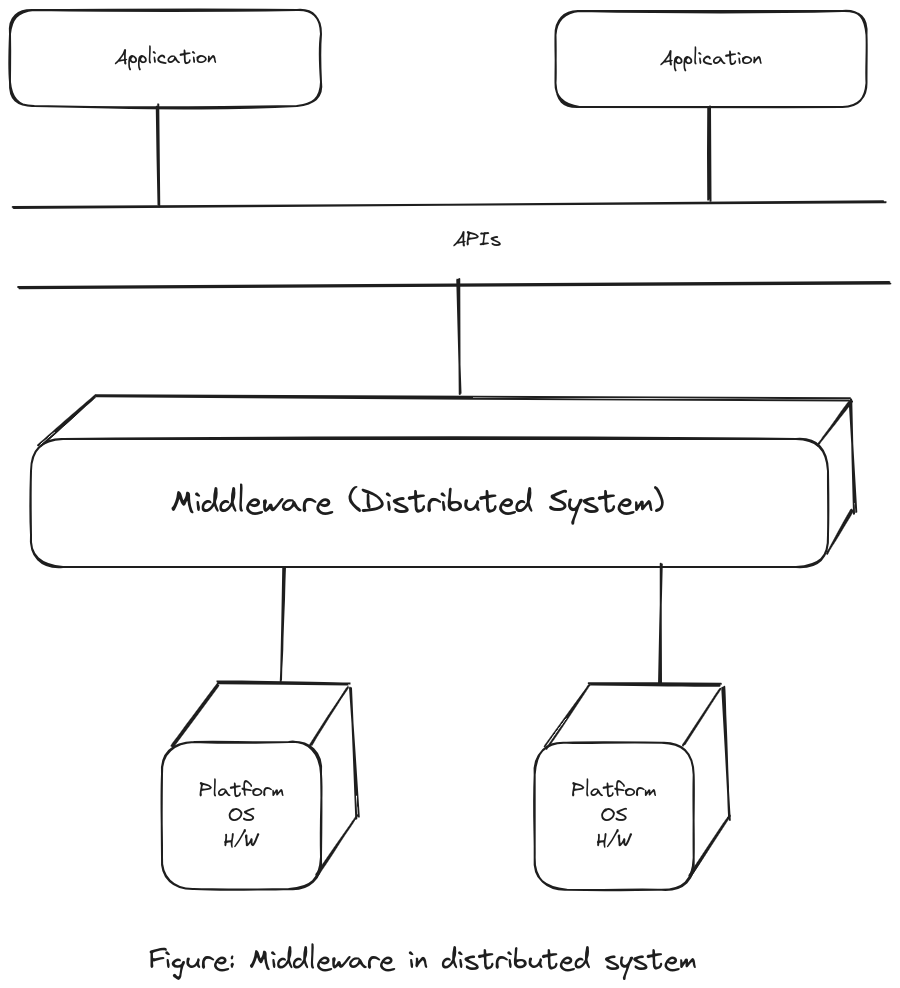 Application
Application
APIs
Middleware (Distributed System)
Platform
OS
H/W
Platform
OS
H/W
Figure: Middleware in distributed system